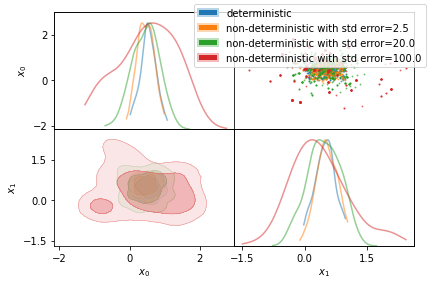 deterministic
non-deterministic with std error=2.5
non-deterministic with std error=20.0
non-deterministic with std error=100.0
2
0
−2
x₀
1.5
0.0
−1.5
x₁
−2
0
2
−1.5
0.0
1.5
x₀
x₁